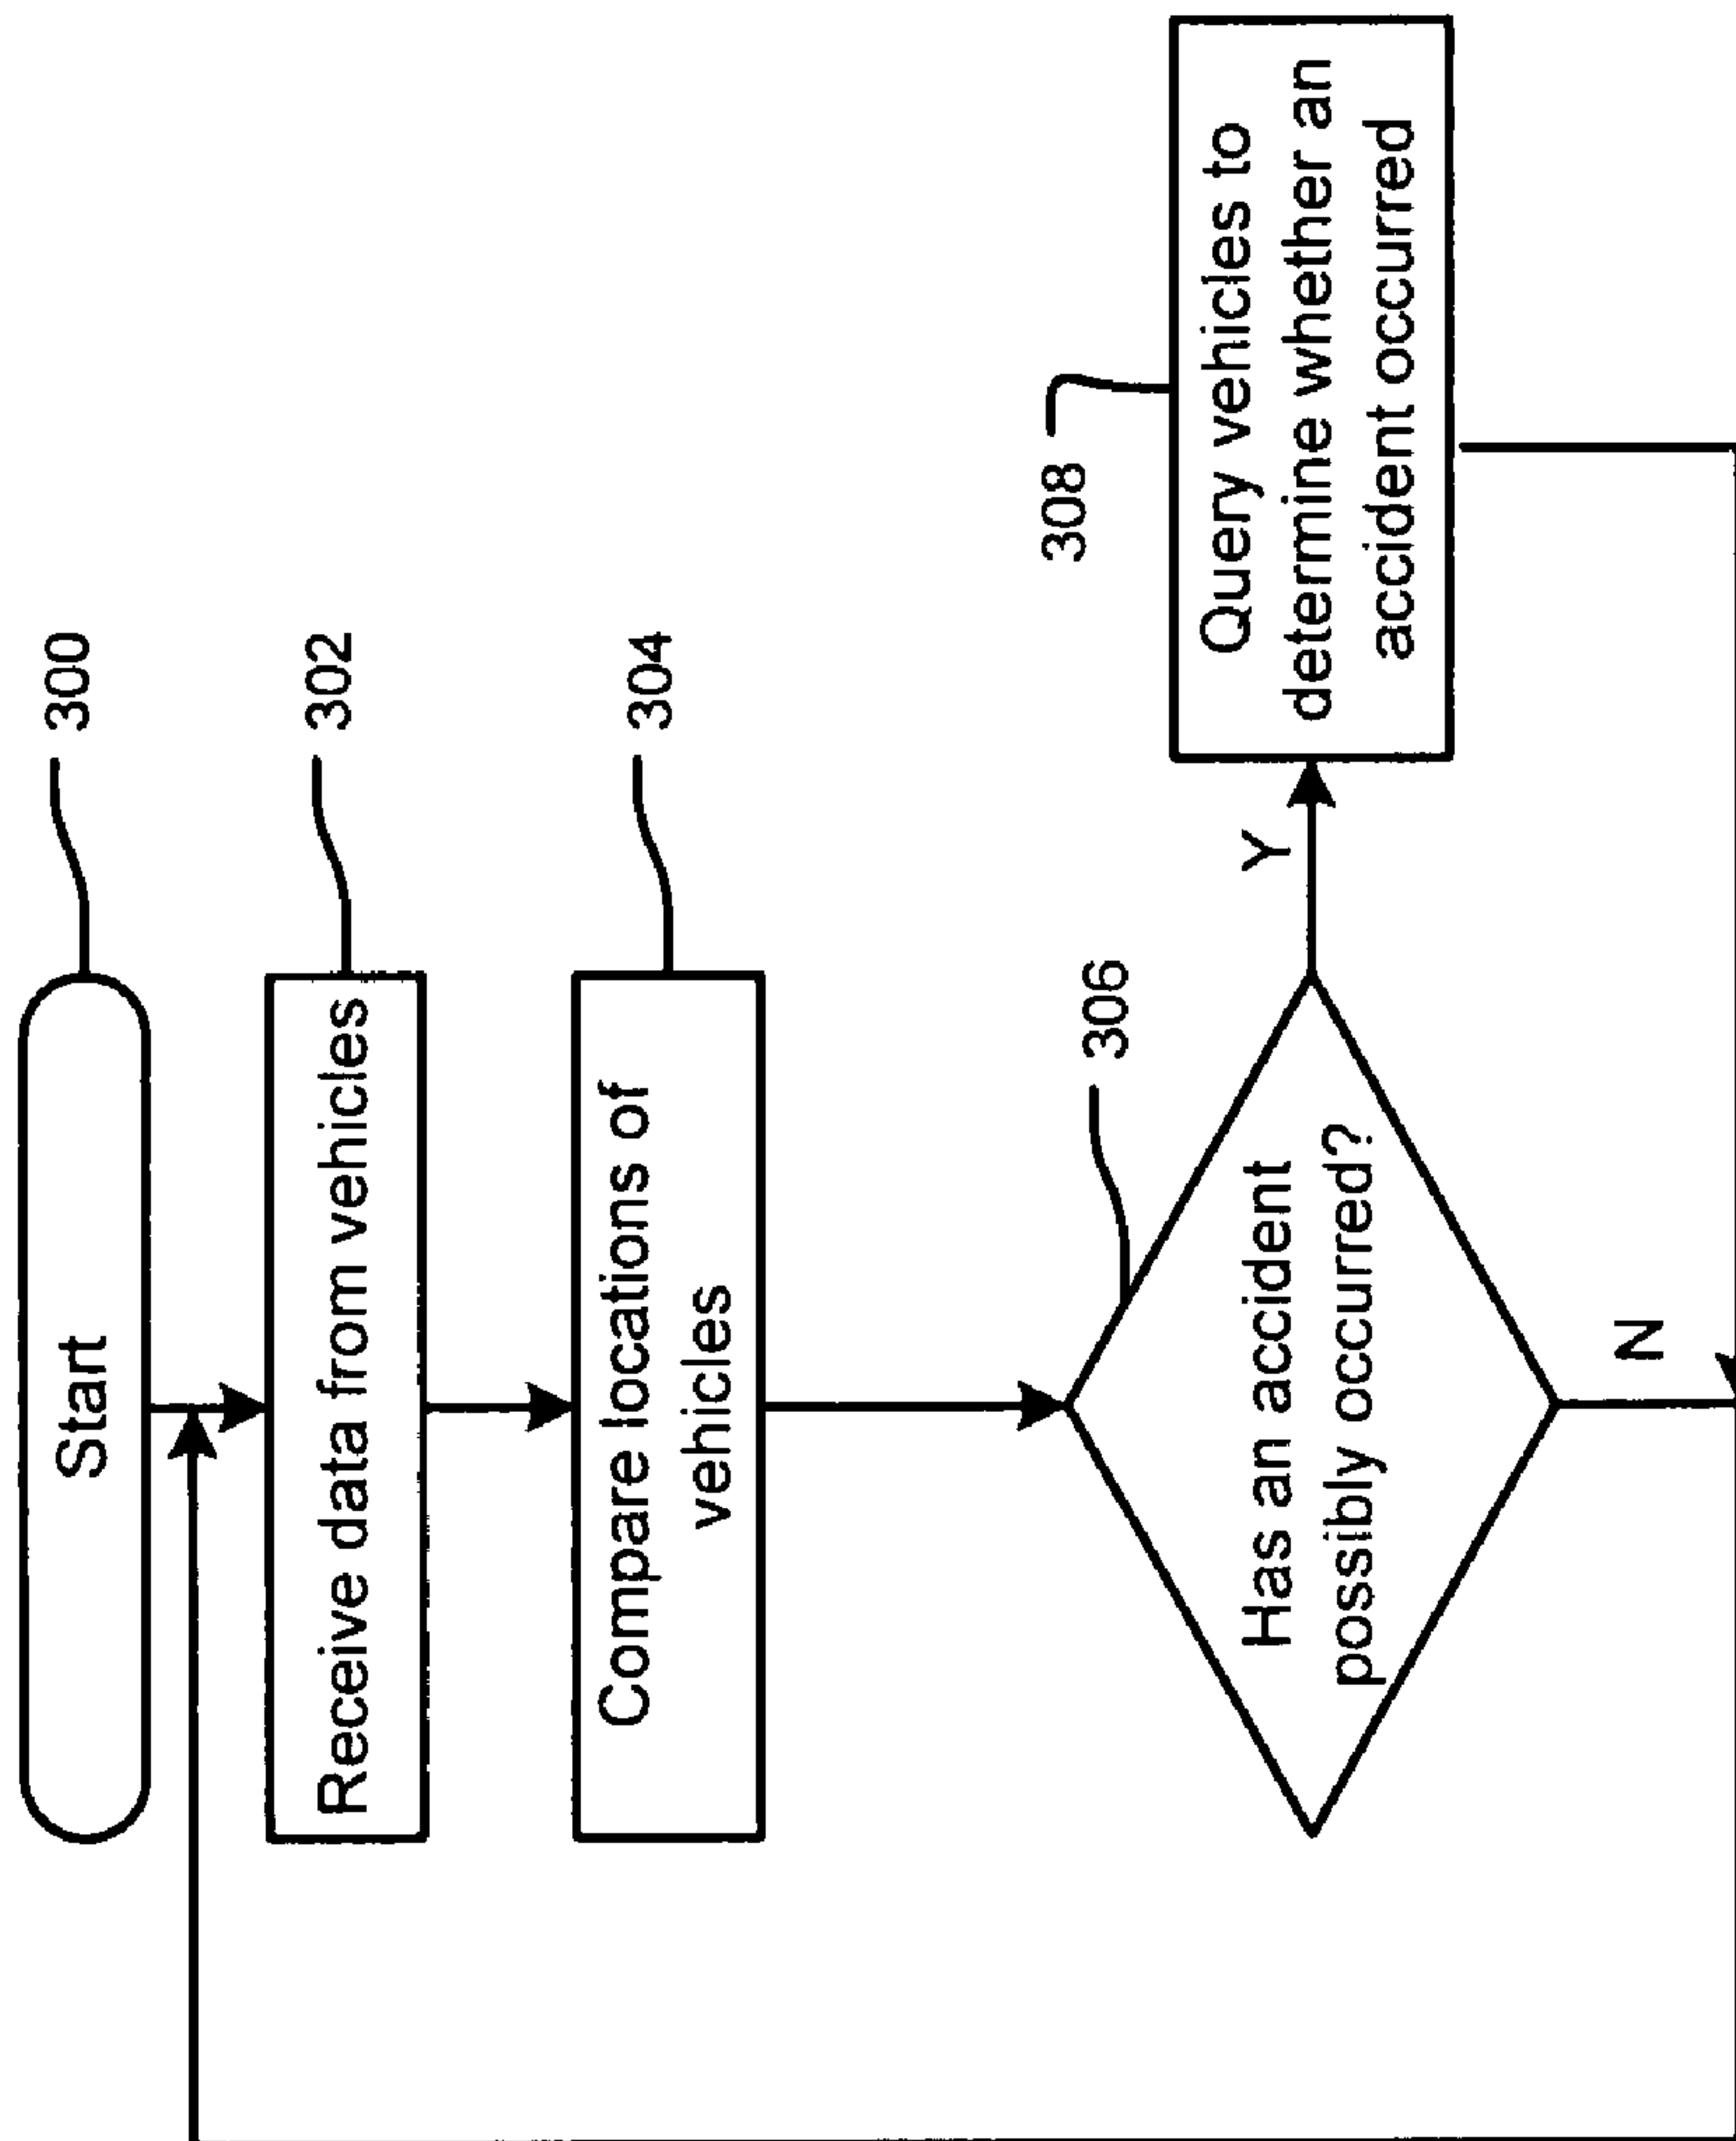 Start
300
Receive data from vehicles
302
Compare locations of
vehicles
304
Has an accident
possibly occurred?
306
Y
N
308
Query vehicles to
determine whether an
accident occurred